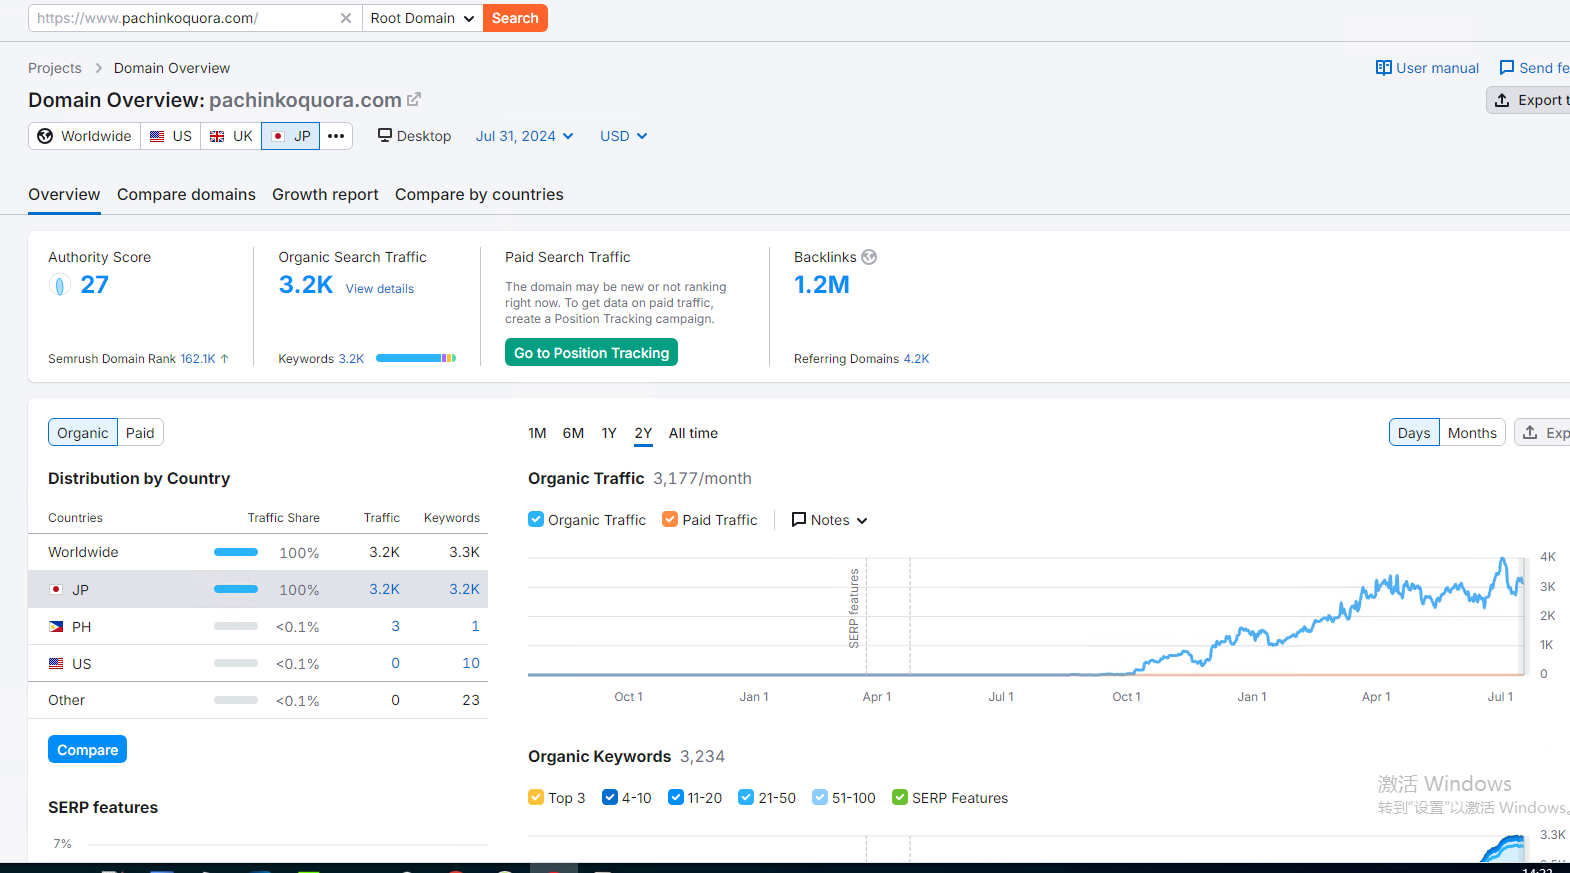 https://www.pachinkoquora.com/
Root Domain
Search
Projects
Domain Overview
User manual
Send fe
Domain Overview: pachinkoquora.com
Export t
Worldwide
US
UK
JP
Desktop
Jul 31, 2024
USD
Overview
Compare domains
Growth report
Compare by countries
Authority Score
27
Semrush Domain Rank 162.1K ↑
Organic Search Traffic
3.2K View details
Keywords 3.2K
Paid Search Traffic
The domain may be new or not ranking
right now. To get data on paid traffic,
create a Position Tracking campaign.
Go to Position Tracking
Backlinks
1.2M
Referring Domains 4.2K
Organic
Paid
Distribution by Country
Countries Traffic Share Traffic Keywords
Worldwide 100% 3.2K 3.3K
JP 100% 3.2K 3.2K
PH <0.1% 3 1
US <0.1% 0 10
Other <0.1% 0 23
Compare
SERP features
7%
1M 6M 1Y 2Y All time
Days
Months
Exp
Organic Traffic 3,177/month
Organic Traffic
Paid Traffic
Notes
SERP features
4K
3K
2K
1K
0
Oct 1 Jan 1 Apr 1 Jul 1 Oct 1 Jan 1 Apr 1 Jul 1
Organic Keywords 3,234
Top 3
4-10
11-20
21-50
51-100
SERP Features
3.3K
激活 Windows
转到“设置”以激活 Windows。